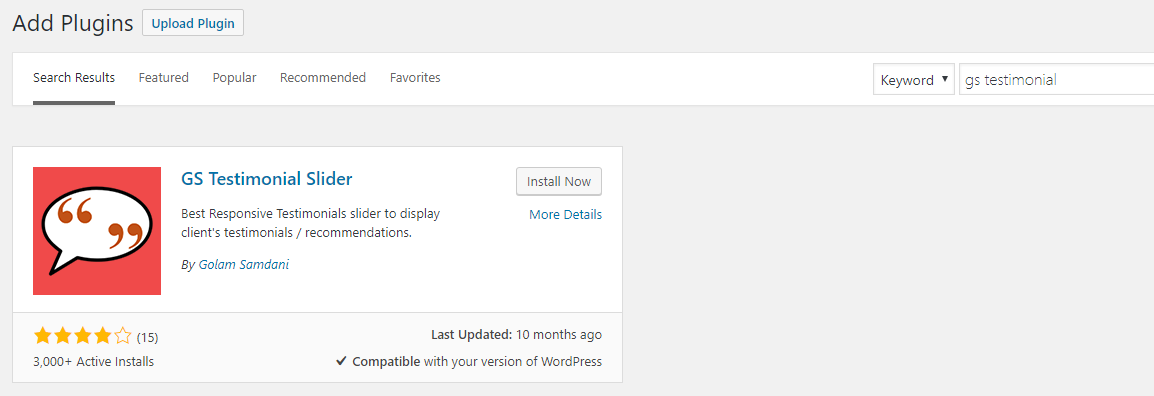 Add Plugins Upload Plugin
Search Results Featured Popular Recommended Favorites Keyword gs testimonial
GS Testimonial Slider Install Now
More Details
Best Responsive Testimonials slider to display
client's testimonials / recommendations.
By Golam Samdani
(15) Last Updated: 10 months ago
3,000+ Active Installs Compatible with your version of WordPress